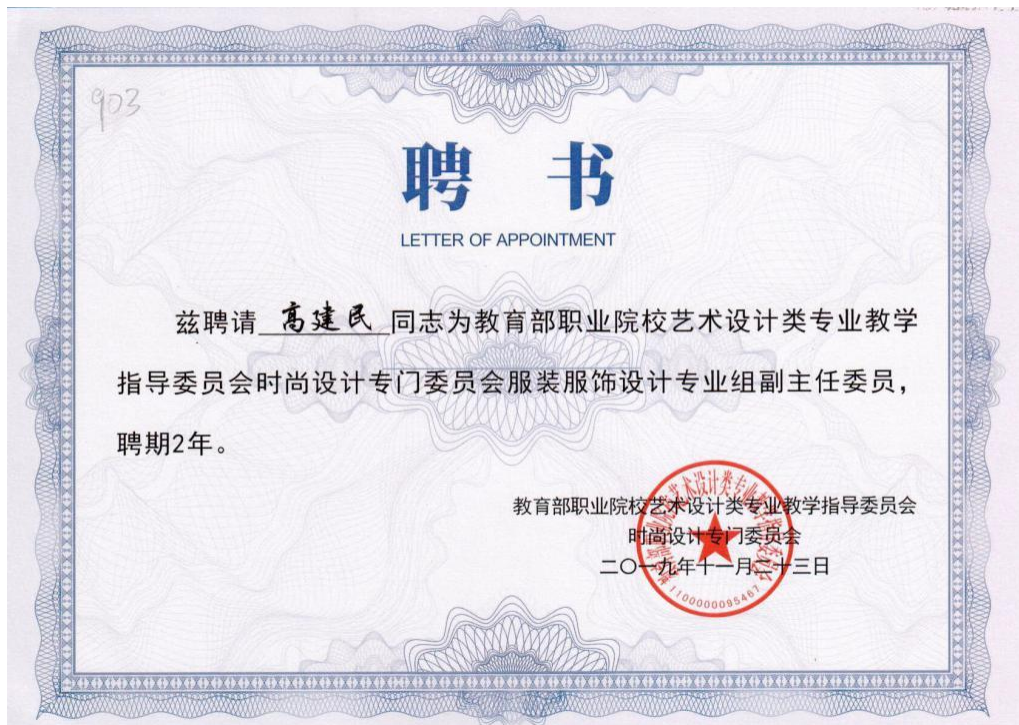 903
聘 书
LETTER OF APPOINTMENT
兹聘请 高建民 同志为教育部职业院校艺术设计类专业教学
指导委员会时尚设计专门委员会服装服饰设计专业组副主任委员，
聘期2年。
教育部职业院校艺术设计类专业教学指导委员会
时尚设计专门委员会
二〇一九年十一月二十三日
1100000095467